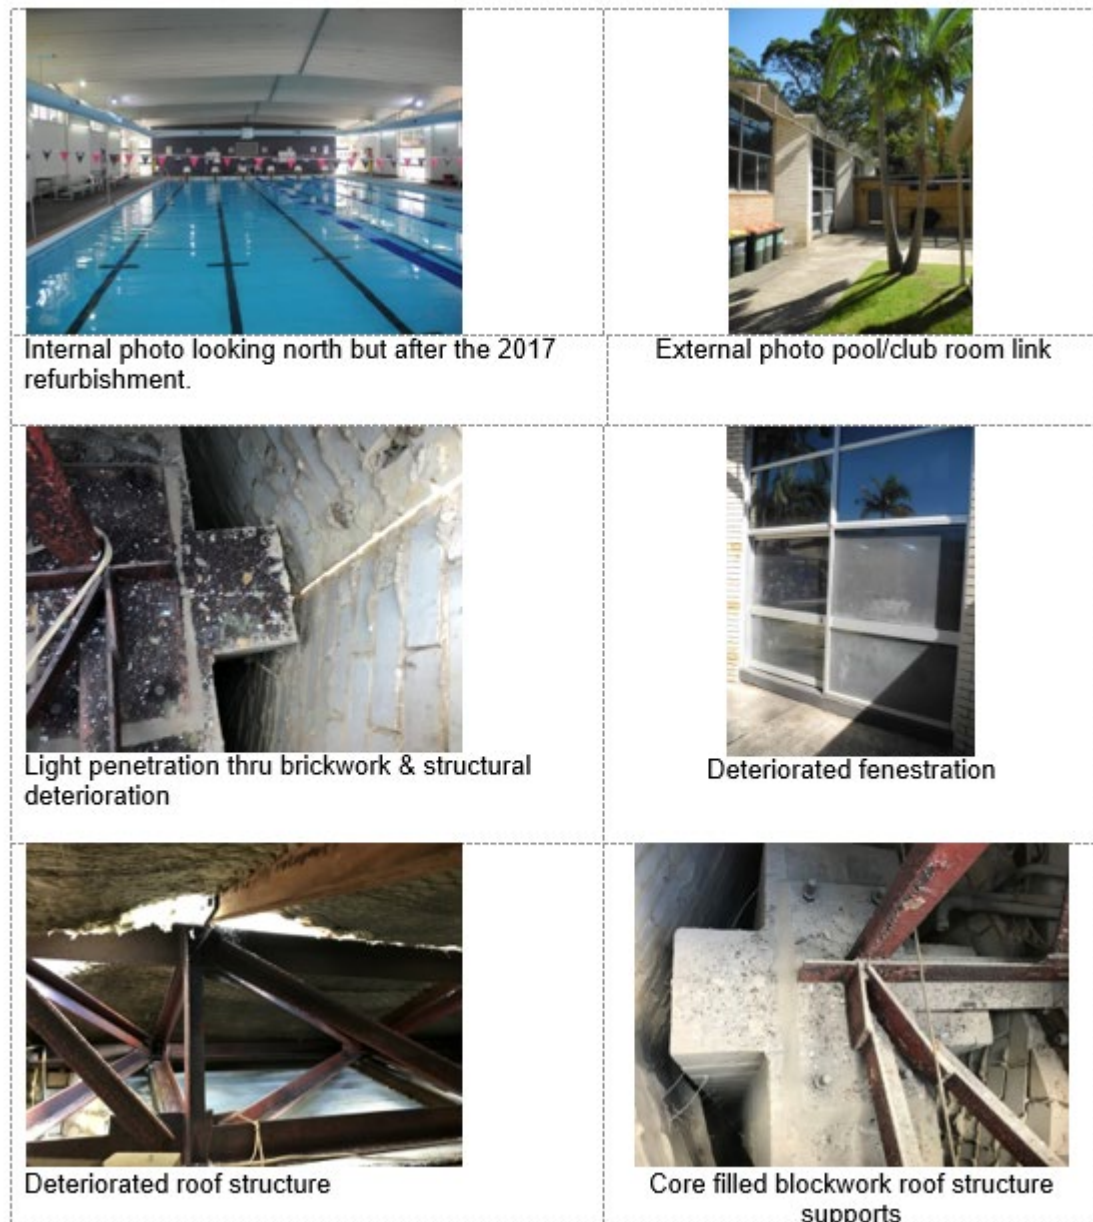 Internal photo looking north but after the 2017
refurbishment.
External photo pool/club room link
Light penetration thru brickwork & structural
deterioration
Deteriorated fenestration
Deteriorated roof structure
Core filled blockwork roof structure
supports